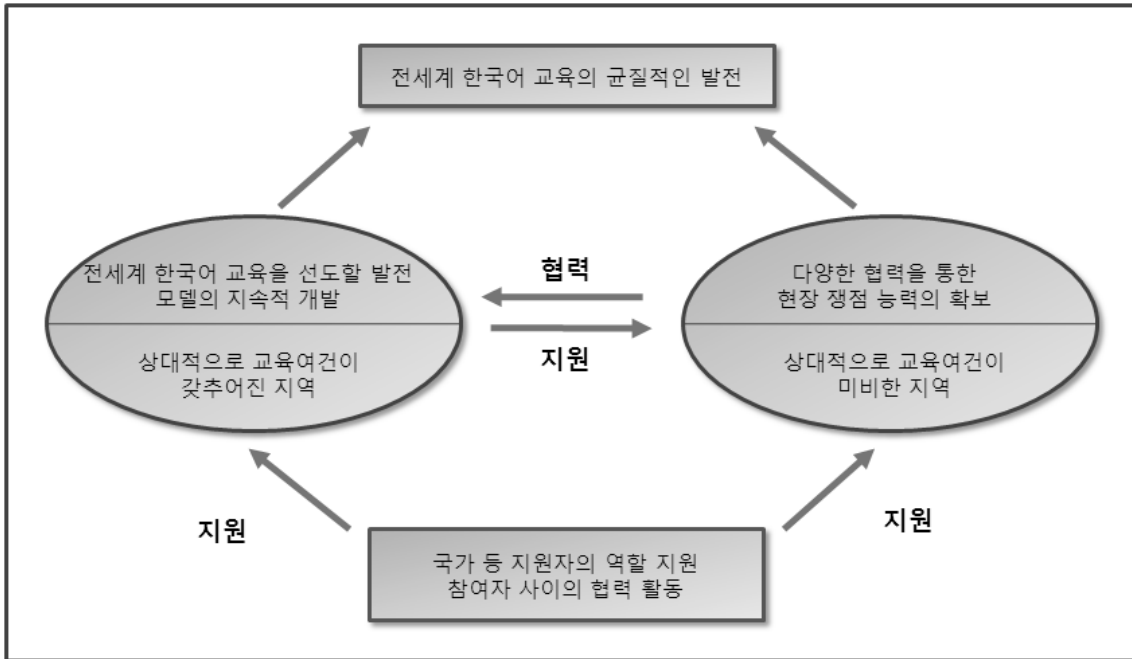 전세계 한국어 교육의 균질적인 발전
전세계 한국어 교육을 선도할 발전
모델의 지속적 개발
상대적으로 교육여건이
갖추어진 지역
협력
지원
다양한 협력을 통한
현장 쟁점 능력의 확보
상대적으로 교육여건이
미비한 지역
지원
지원
국가 등 지원자의 역할 지원
참여자 사이의 협력 활동